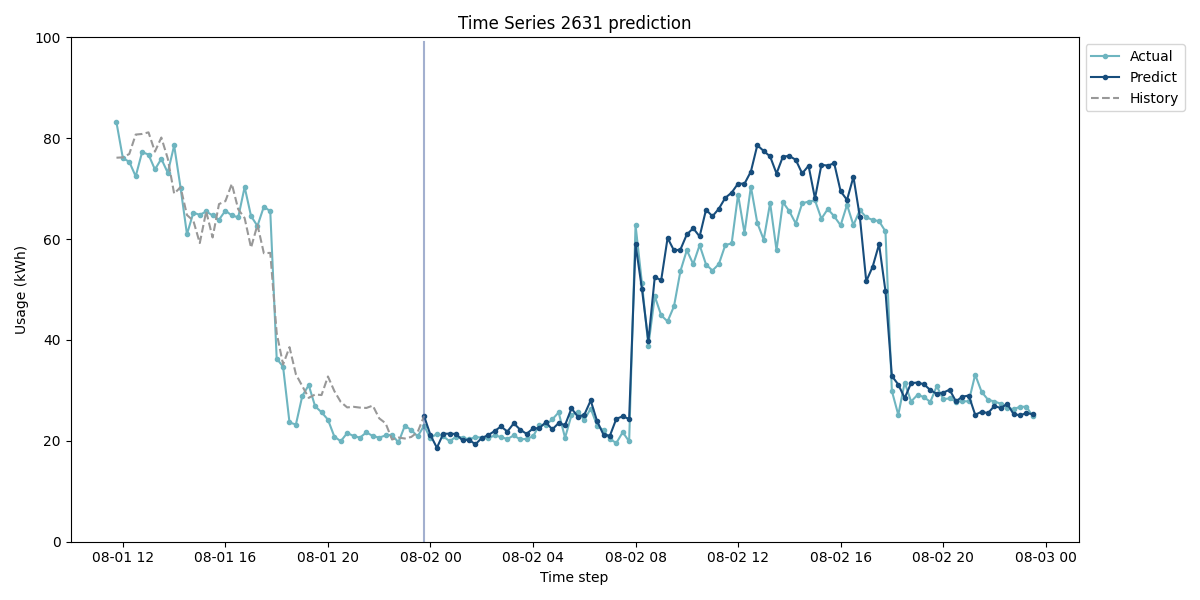 Time Series 2631 prediction
100
80
60
40
20
0
Usage (kWh)
08-01 12
08-01 16
08-01 20
08-02 00
08-02 04
08-02 08
08-02 12
08-02 16
08-02 20
08-03 00
Time step
Actual
Predict
History